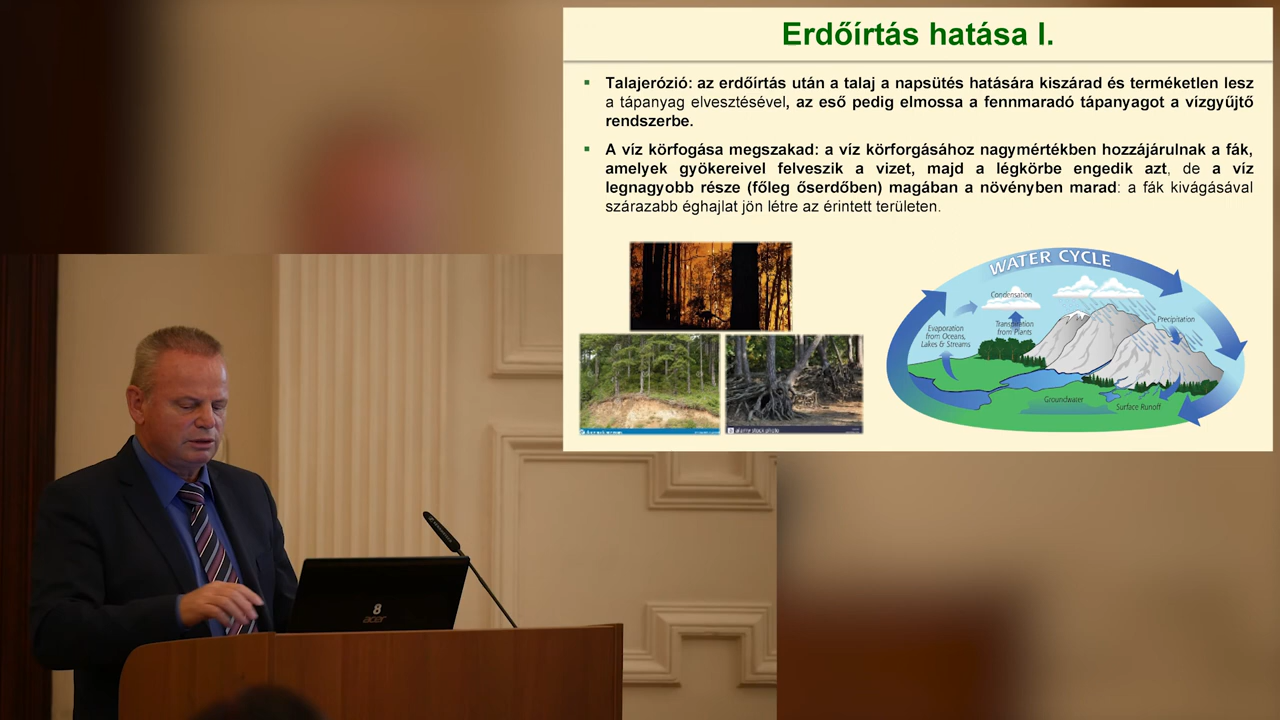 Erdőírtás hatása I.
Talajerózió: az erdőírtás után a talaj a napsütés hatására kiszárad és terméketlen lesz
a tápanyag elvesztésével, az eső pedig elmossa a fennmaradó tápanyagot a vízgyűjtő
rendszerbe.
A víz körfogása megszakad: a víz körforgásához nagymértékben hozzájárulnak a fák,
amelyek gyökereivel felveszik a vizet, majd a légkörbe engedik azt, de a víz
legnagyobb része (főleg őserdőben) magában a növényben marad: a fák kivágásával
szárazabb éghajlat jön létre az érintett területen.
WATER CYCLE
Condensation
Transpiration
from Plants
Precipitation
Evaporation
from Oceans,
Lakes & Streams
Groundwater
Surface Runoff
alamy stock photo
8
acer